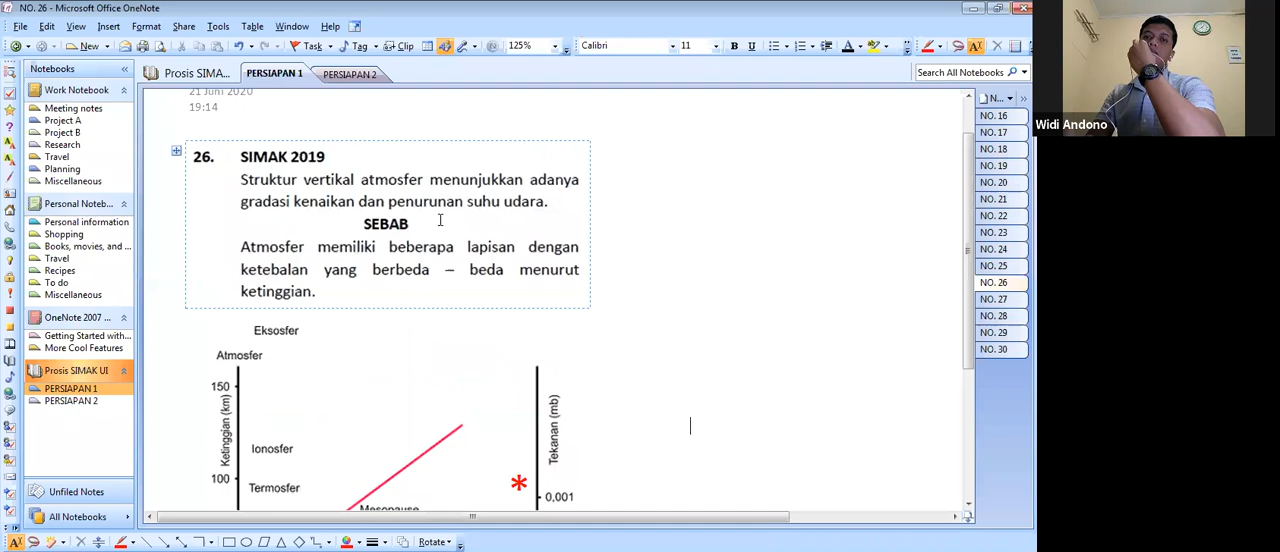 NO. 26 - Microsoft Office OneNote
File Edit View Insert Format Share Tools Table Window Help
New Task Tag Clip 125% Calibri 11 B U
Notebooks
Prosis SIMA... PERSIAPAN 1 PERSIAPAN 2 Search All Notebooks
Work Notebook
Meeting notes
Project A
Project B
Research
Travel
Planning
Miscellaneous
Personal Noteb...
Personal information
Shopping
Books, movies, and ...
Travel
Recipes
To do
Miscellaneous
OneNote 2007 ...
Getting Started with...
More Cool Features
Prosis SIMAK UI
PERSIAPAN 1
PERSIAPAN 2
Unfiled Notes
All Notebooks
21 Juni 2020
19:14
26. SIMAK 2019
Struktur vertikal atmosfer menunjukkan adanya
gradasi kenaikan dan penurunan suhu udara.
SEBAB
Atmosfer memiliki beberapa lapisan dengan
ketebalan yang berbeda – beda menurut
ketinggian.
Eksosfer
Atmosfer
150
Ketinggian (km)
Ionosfer
100
Termosfer
Mesopause
Tekanan (mb)
*
0,001
N...
NO. 16
NO. 17
NO. 18
NO. 19
NO. 20
NO. 21
NO. 22
NO. 23
NO. 24
NO. 25
NO. 26
NO. 27
NO. 28
NO. 29
NO. 30
Rotate
Widi Andono